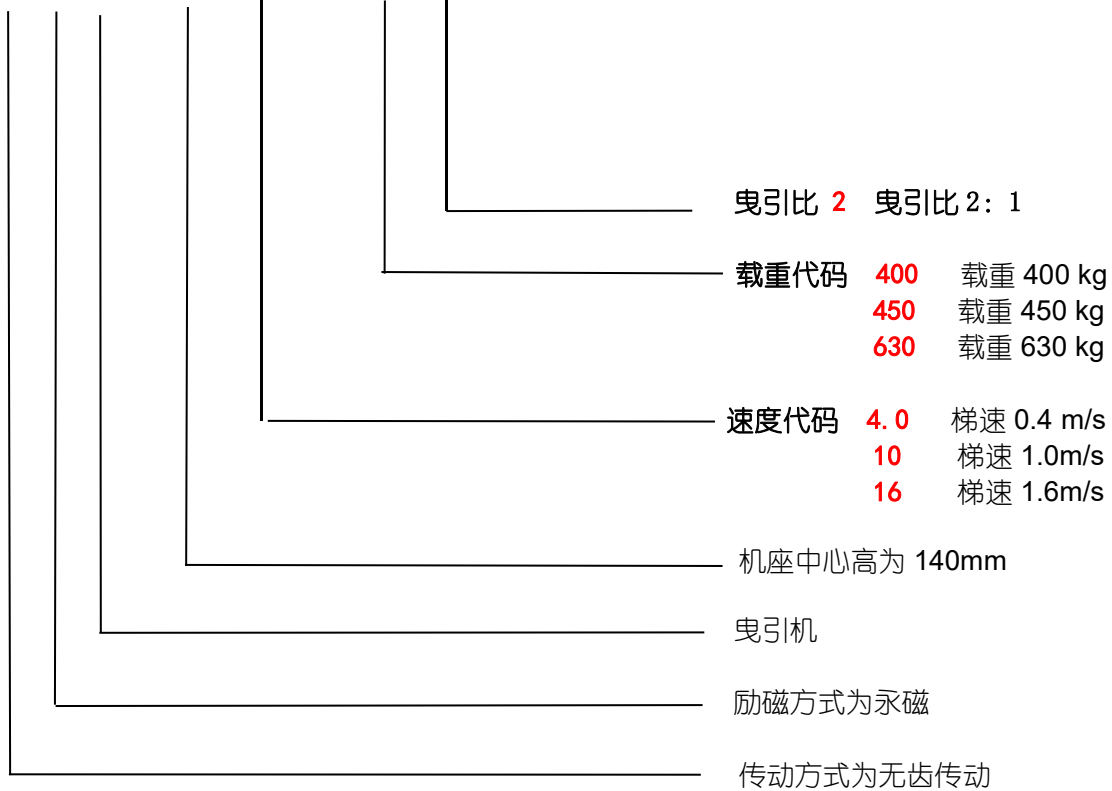 曳引比 2 曳引比 2: 1
载重代码 400 载重 400 kg
450 载重 450 kg
630 载重 630 kg
速度代码 4.0 梯速 0.4 m/s
10 梯速 1.0m/s
16 梯速 1.6m/s
机座中心高为 140mm
曳引机
励磁方式为永磁
传动方式为无齿传动